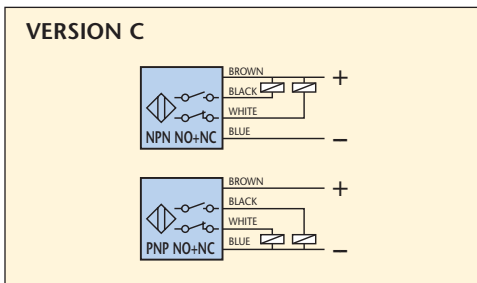 VERSION C
BROWN
+
BLACK
WHITE
NPN NO+NC
BLUE
−
BROWN
+
BLACK
WHITE
BLUE
−
PNP NO+NC